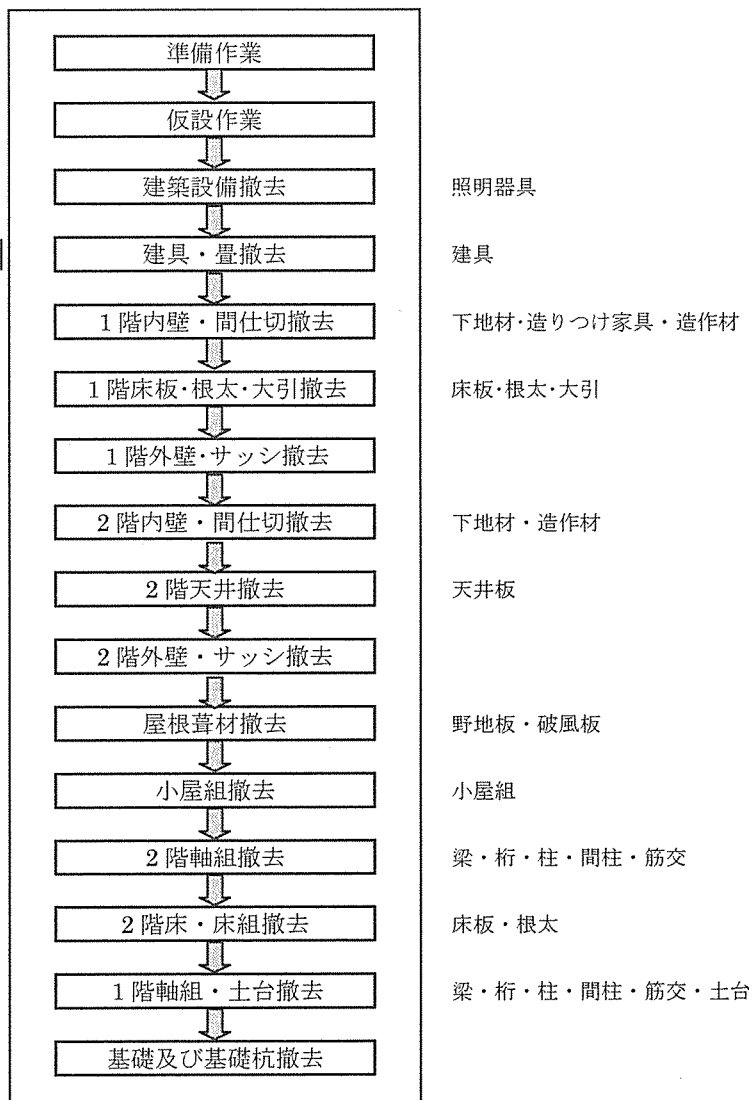 準備作業
仮設作業
建築設備撤去 照明器具
建具・畳撤去 建具
1階内壁・間仕切撤去 下地材・造りつけ家具・造作材
1階床板・根太・大引撤去 床板・根太・大引
1階外壁・サッシ撤去
2階内壁・間仕切撤去 下地材・造作材
2階天井撤去 天井板
2階外壁・サッシ撤去
屋根葺材撤去 野地板・破風板
小屋組撤去 小屋組
2階軸組撤去 梁・桁・柱・間柱・筋交
2階床・床組撤去 床板・根太
1階軸組・土台撤去 梁・桁・柱・間柱・筋交・土台
基礎及び基礎杭撤去